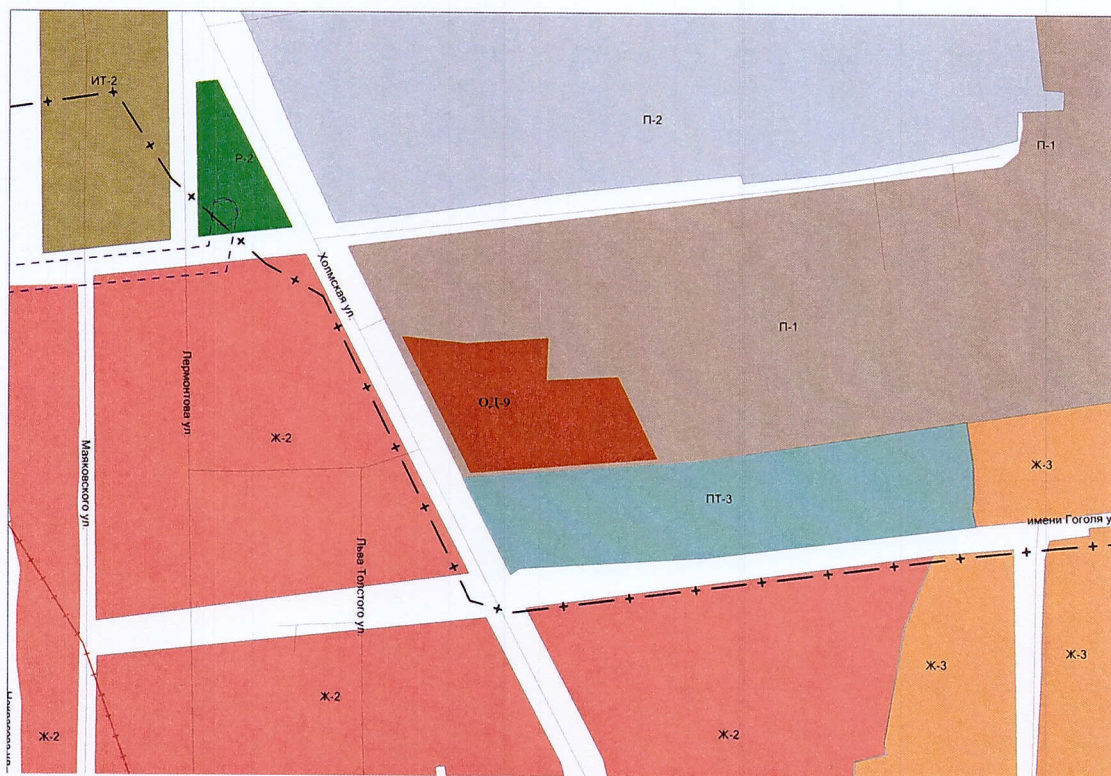 ИТ-2
П-2
П-1
Р-2
Холмская ул.
П-1
Лермонтова ул.
ОД-9
Ж-2
Маяковского ул.
Ж-3
ПТ-3
имени Гоголя у
Льва Толстого ул.
Ж-3
Ж-3
Ж-2
Ж-2
Ж-2